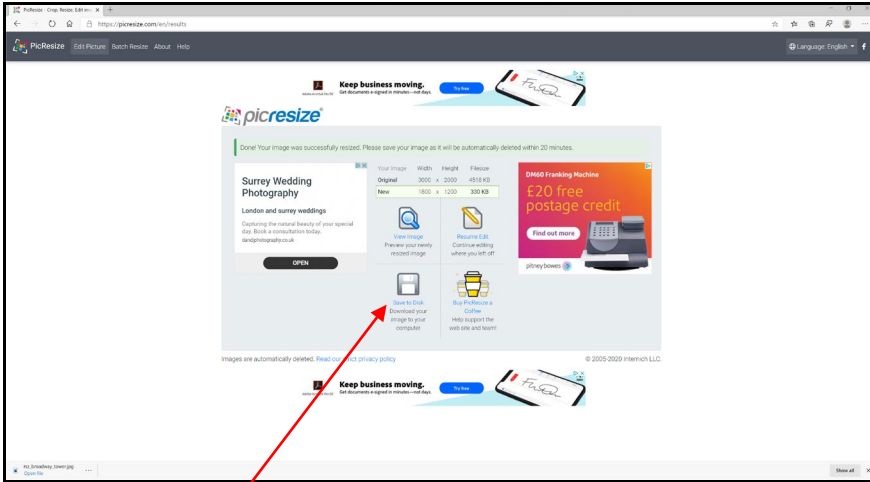 PicResize - Crop, Resize, Edit im
https://picresize.com/en/results
PicResize Edit Picture Batch Resize About Help Language: English
Keep business moving.
Get documents e-signed in minutes—not days.
Try free
picresize
Done! Your image was successfully resized. Please save your image as it will be automatically deleted within 20 minutes.
Surrey Wedding
Photography
London and surrey weddings
Capturing the natural beauty of your special
day. Book a consultation today.
OPEN
Your Image Width Height Filesize
Original 3000 x 2000 4518 KB
New 1800 x 1200 330 KB
View Image
Preview your newly
resized image
Resume Edit
Continue editing
where you left off
Save to Disk
Download your
image to your
computer
Buy PicResize a
Coffee
Help support the
web site and team!
DM60 Franking Machine
£20 free
postage credit
Find out more
pitney bowes
Images are automatically deleted. Read our strict privacy policy
© 2005-2020 Internich LLC.
Keep business moving.
Get documents e-signed in minutes—not days.
Try free
rsz_broadway_tower.jpg
Open file
Show all